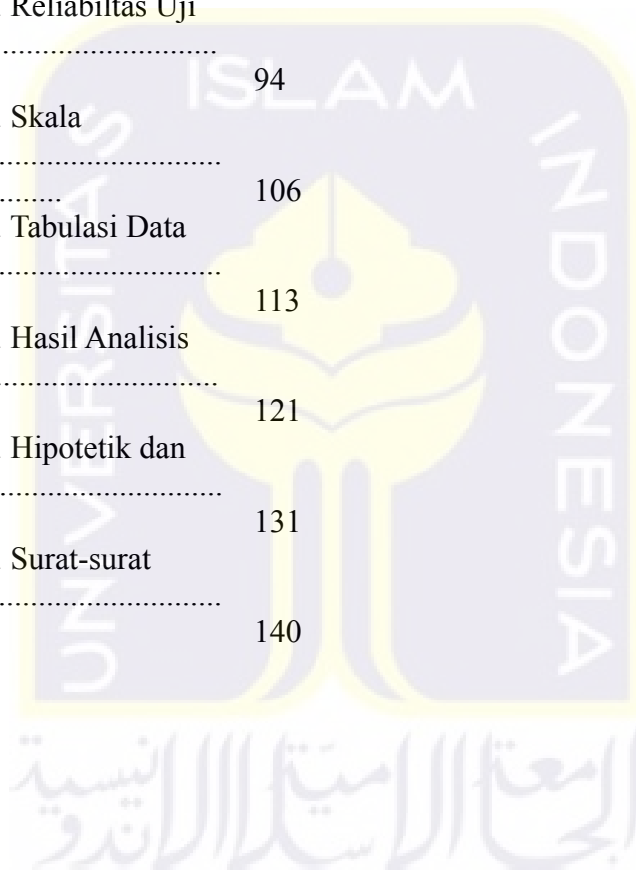 Reliabiltas Uji
........................... 
94
Skala
...........................
........
106
Tabulasi Data
...........................
113
Hasil Analisis
...........................
121
Hipotetik dan
...........................
131
Surat-surat
...........................
140
UNIVERSITAS
ISLAM
INDONESIA